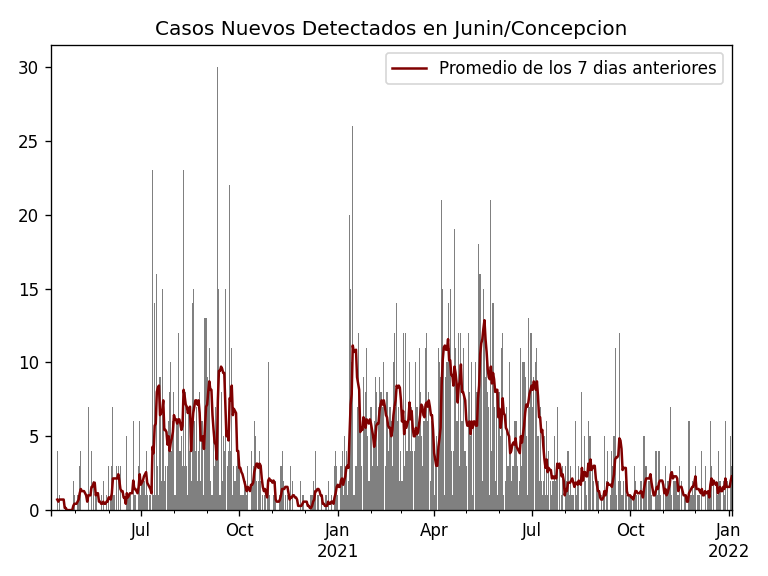 Casos Nuevos Detectados en Junin/Concepcion
Promedio de los 7 dias anteriores
30
25
20
15
10
5
0
Jul
Oct
Jan
2021
Apr
Jul
Oct
Jan
2022